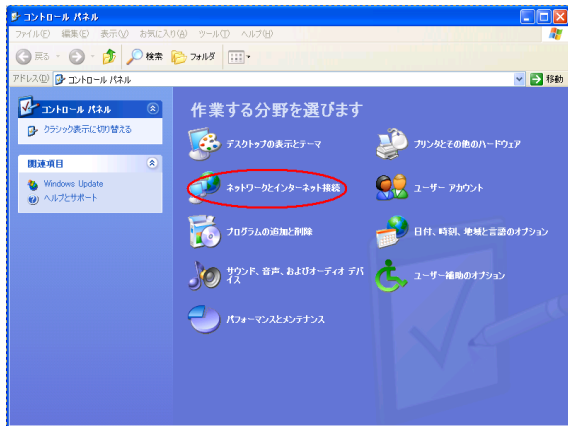 コントロール パネル
ファイル(F) 編集(E) 表示(V) お気に入り(A) ツール(T) ヘルプ(H)
戻る 検索 フォルダ
アドレス(D) コントロール パネル 移動
コントロール パネル
クラシック表示に切り替える
関連項目
Windows Update
ヘルプとサポート
作業する分野を選びます
デスクトップの表示とテーマ
プリンタとその他のハードウェア
ネットワークとインターネット接続
ユーザー アカウント
プログラムの追加と削除
日付、時刻、地域と言語のオプション
サウンド、音声、およびオーディオ デバ
イス
ユーザー補助のオプション
パフォーマンスとメンテナンス